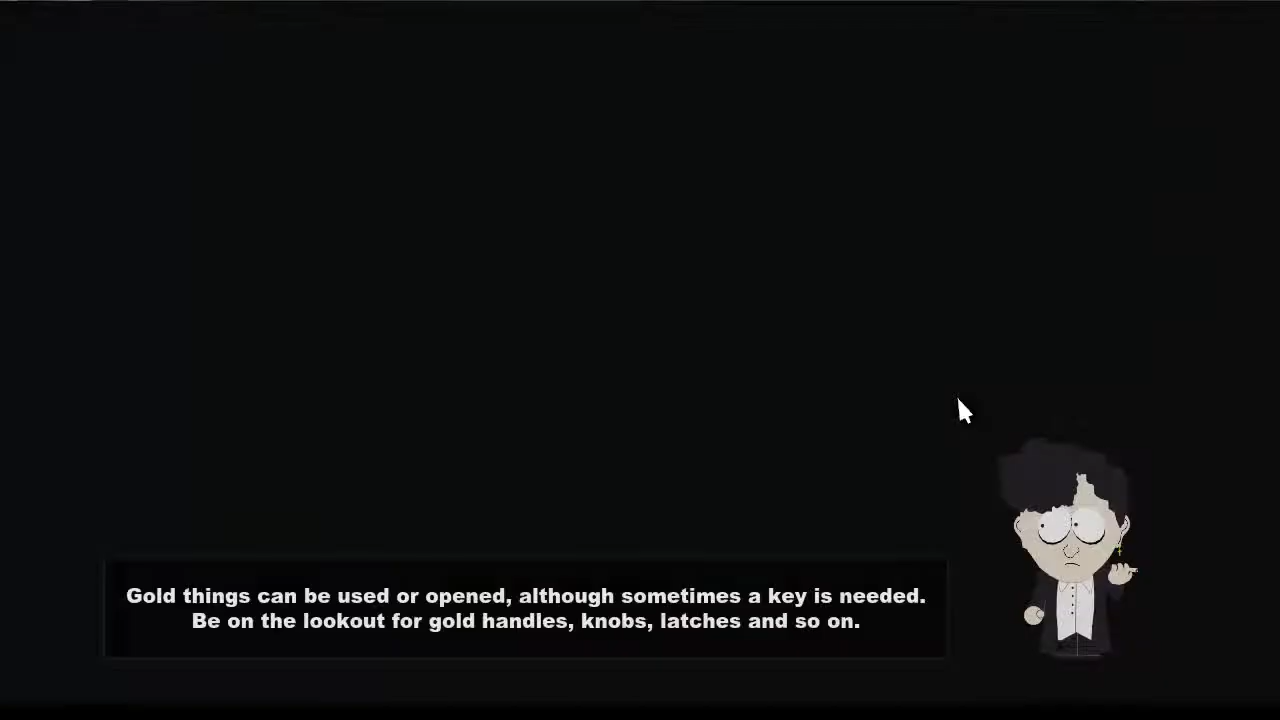 Gold things can be used or opened, although sometimes a key is needed.
Be on the lookout for gold handles, knobs, latches and so on.